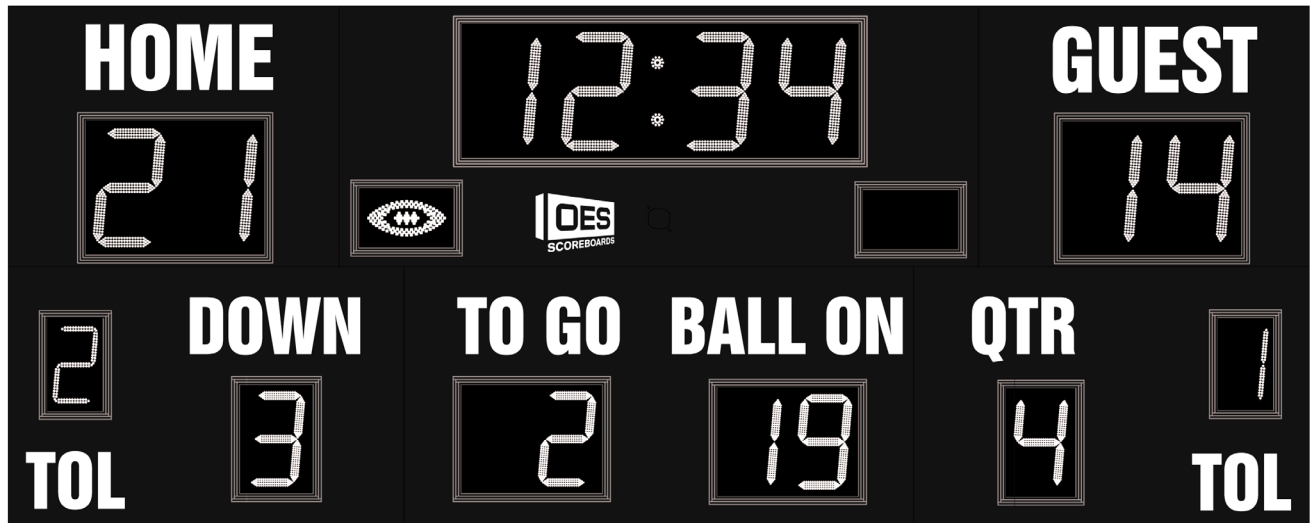 HOME
12:34
GUEST
21
14
OES
SCOREBOARDS
DOWN
TO GO
BALL ON
QTR
2
1
3
2
19
4
TOL
TOL